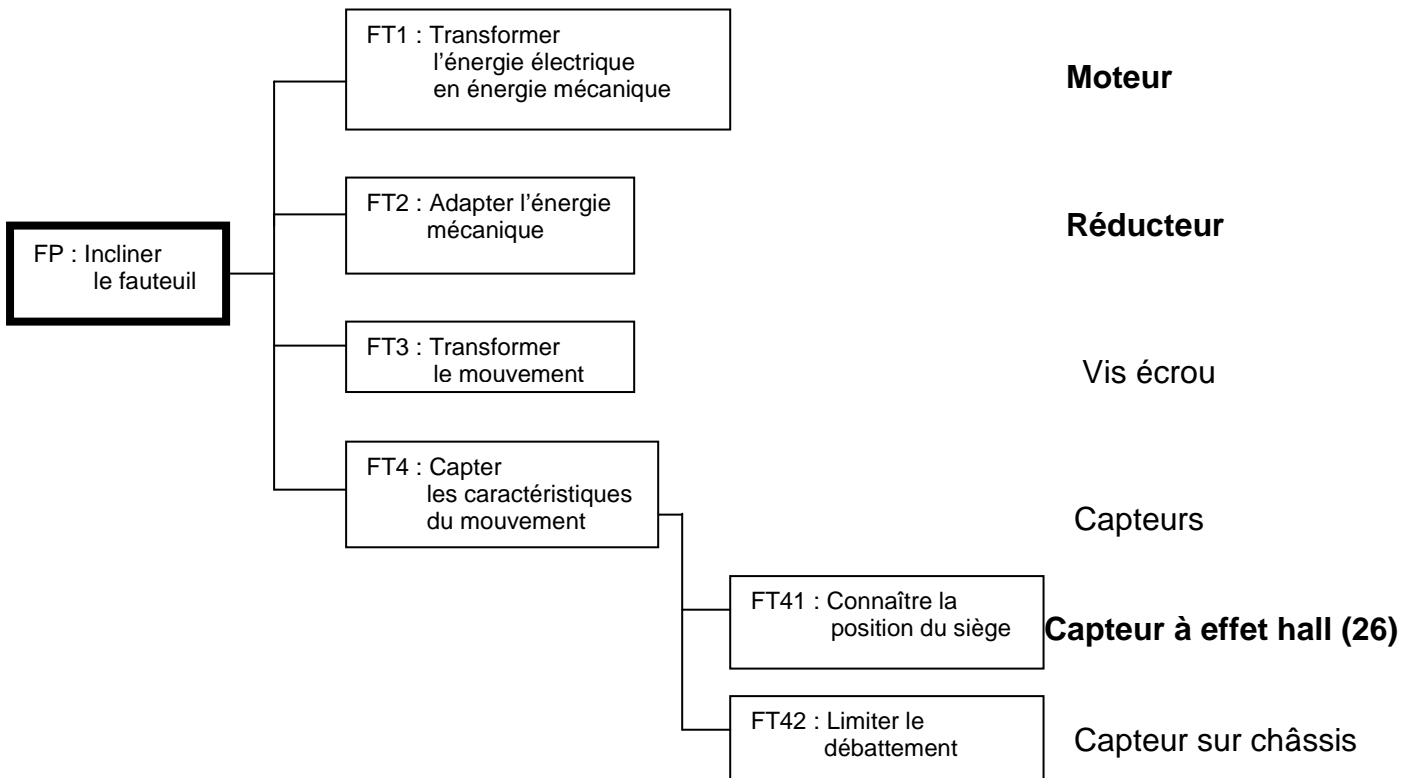 FT1 : Transformer
l’énergie électrique
en énergie mécanique
Moteur
FT2 : Adapter l’énergie
mécanique
Réducteur
FP : Incliner
le fauteuil
FT3 : Transformer
le mouvement
Vis écrou
FT4 : Capter
les caractéristiques
du mouvement
Capteurs
FT41 : Connaître la
position du siège
Capteur à effet hall (26)
FT42 : Limiter le
débattement
Capteur sur châssis